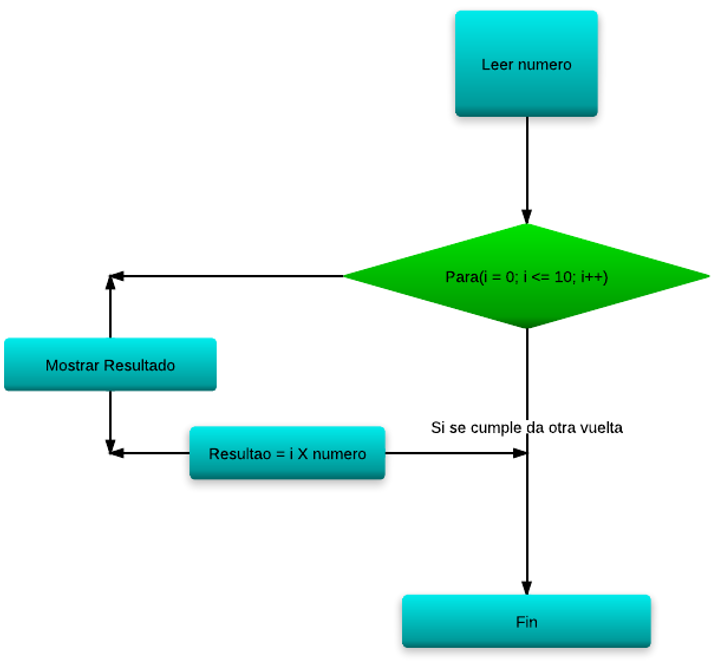 Leer numero
Para(i = 0; i <= 10; i++)
Mostrar Resultado
Si se cumple da otra vuelta
Resultao = i X numero
Fin